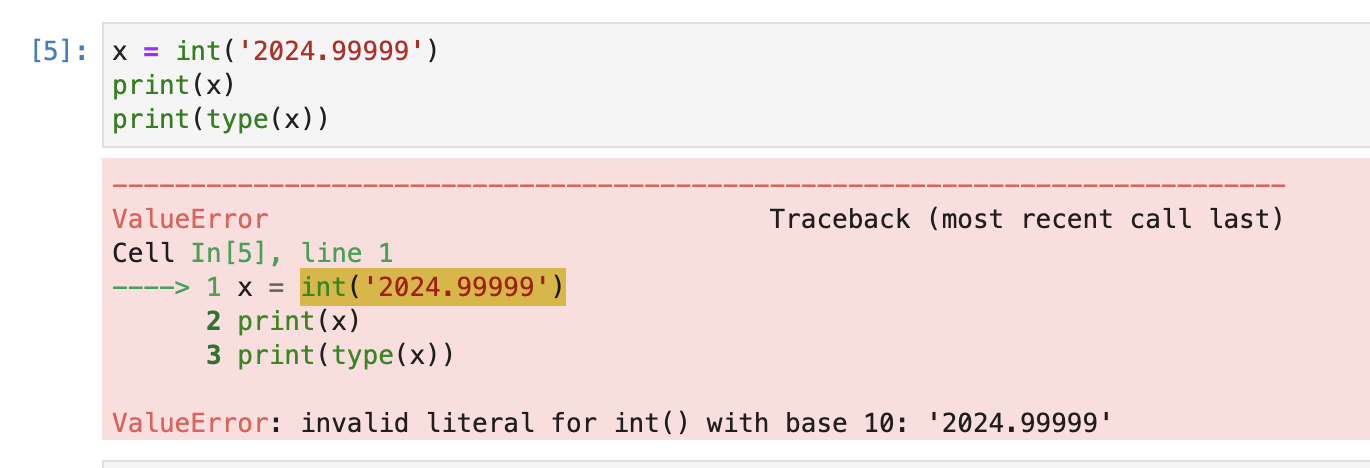 [5]: x = int('2024.99999')
print(x)
print(type(x))
---------------------------------------------------------------------------
ValueError                                Traceback (most recent call last)
Cell In[5], line 1
----> 1 x = int('2024.99999')
      2 print(x)
      3 print(type(x))
ValueError: invalid literal for int() with base 10: '2024.99999'